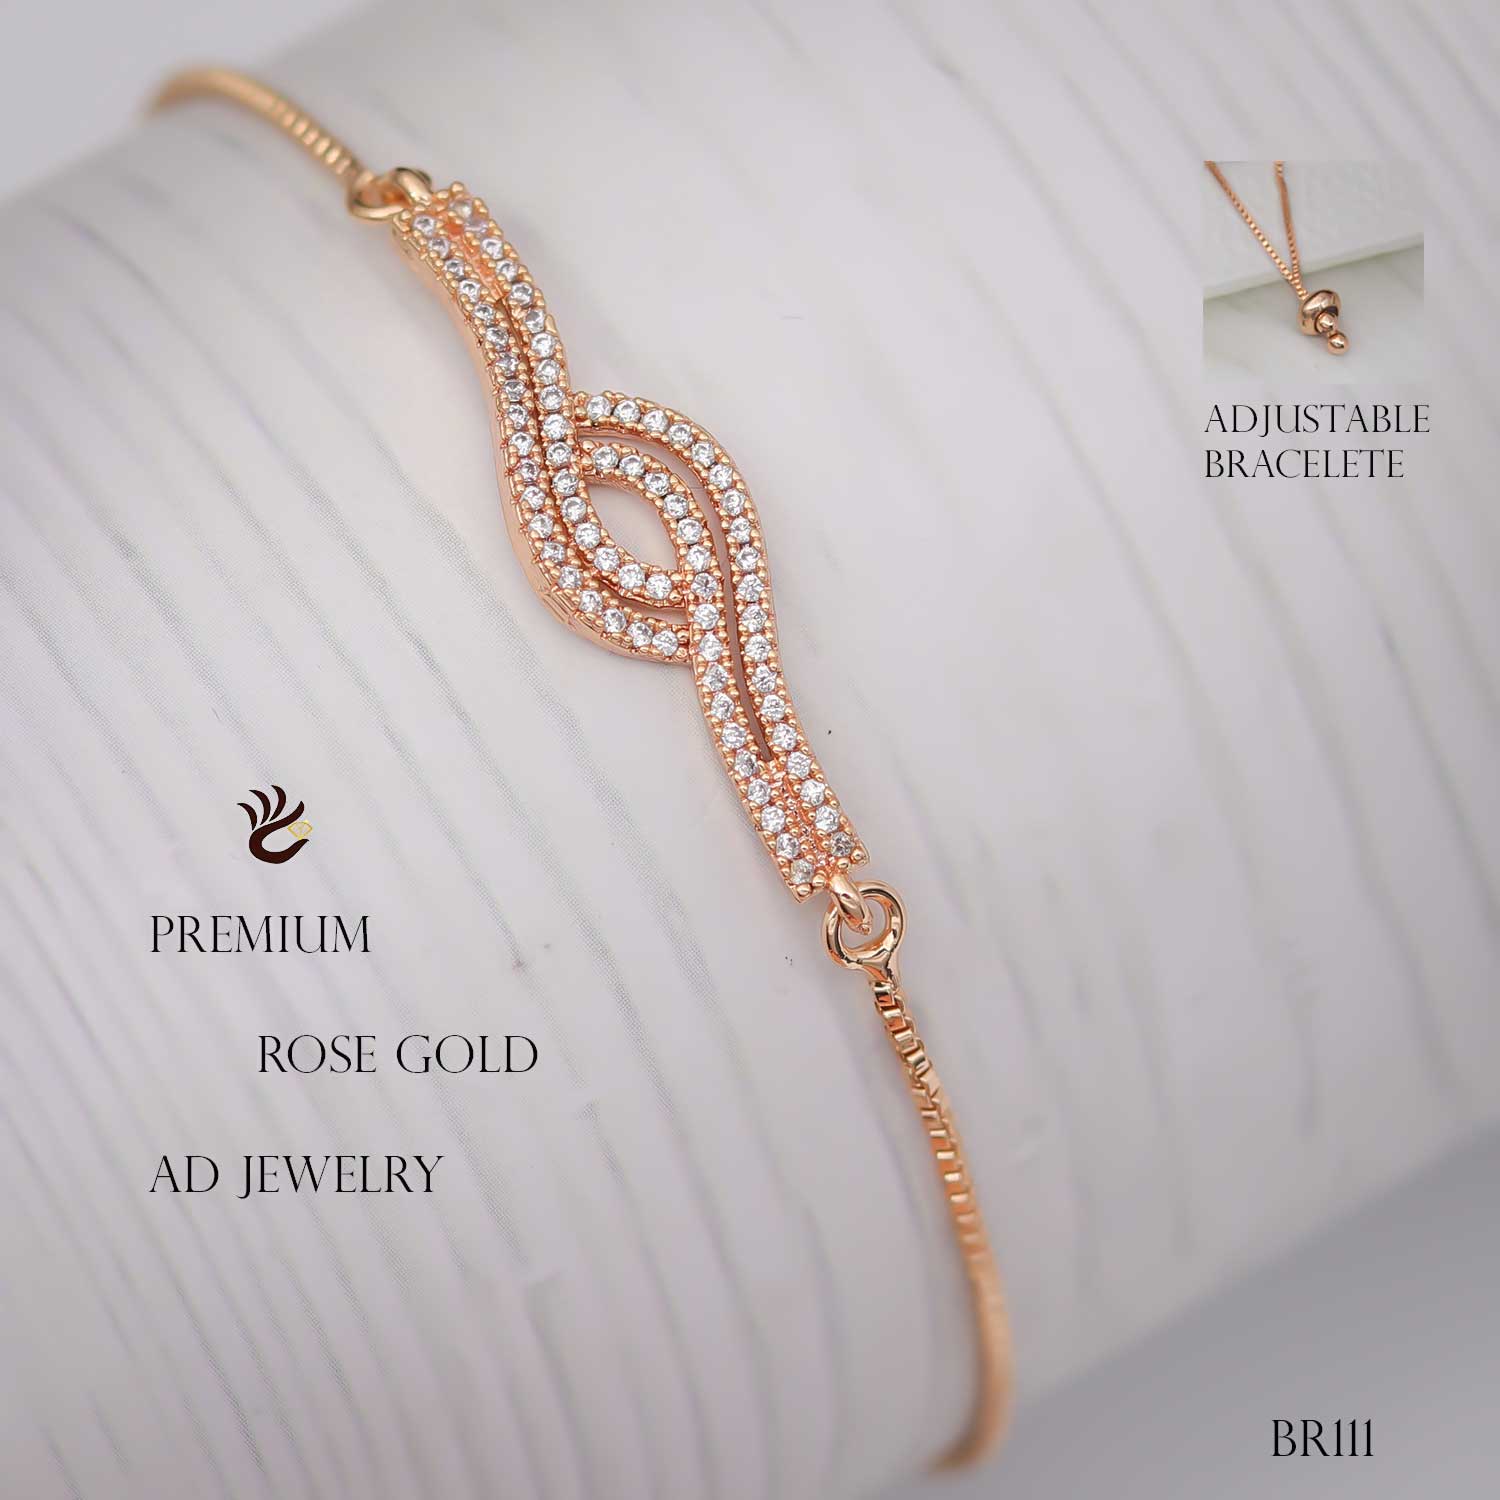 ADJUSTABLE
BRACELETE
PREMIUM
ROSE GOLD
AD JEWELRY
BR111